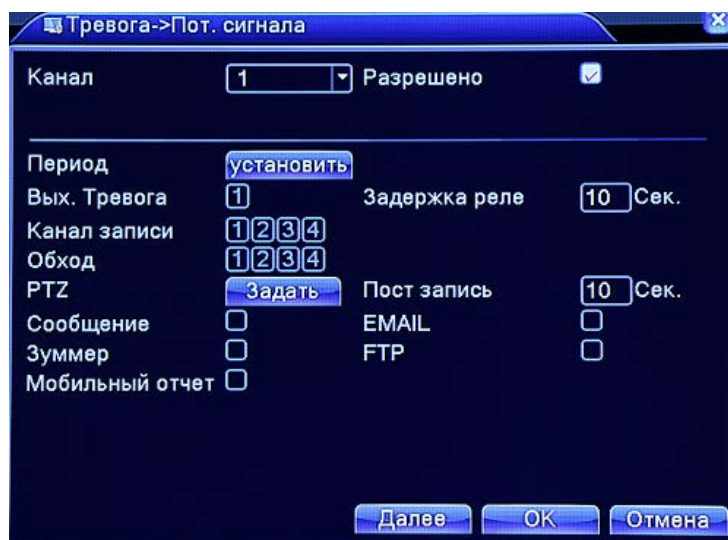 Тревога->Пот. сигнала
Канал 1 Разрешено
Период установить
Вых. Тревога 1 Задержка реле 10 Сек.
Канал записи 1 2 3 4
Обход 1 2 3 4
PTZ Задать Пост запись 10 Сек.
Сообщение EMAIL
Зуммер FTP
Мобильный отчет
Далее OK Отмена